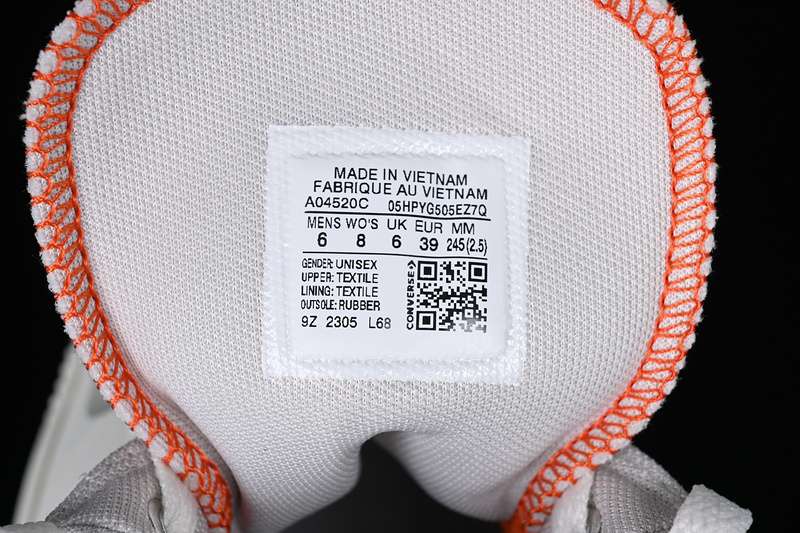 MADE IN VIETNAM
FABRIQUE AU VIETNAM
A04520C 05HPYG505EZ7Q
MENS WO'S UK EUR MM
6 8 6 39 245(2.5)
GENDER: UNISEX
UPPER: TEXTILE
LINING: TEXTILE
OUTSOLE: RUBBER
9Z 2305 L68
CONVERSE